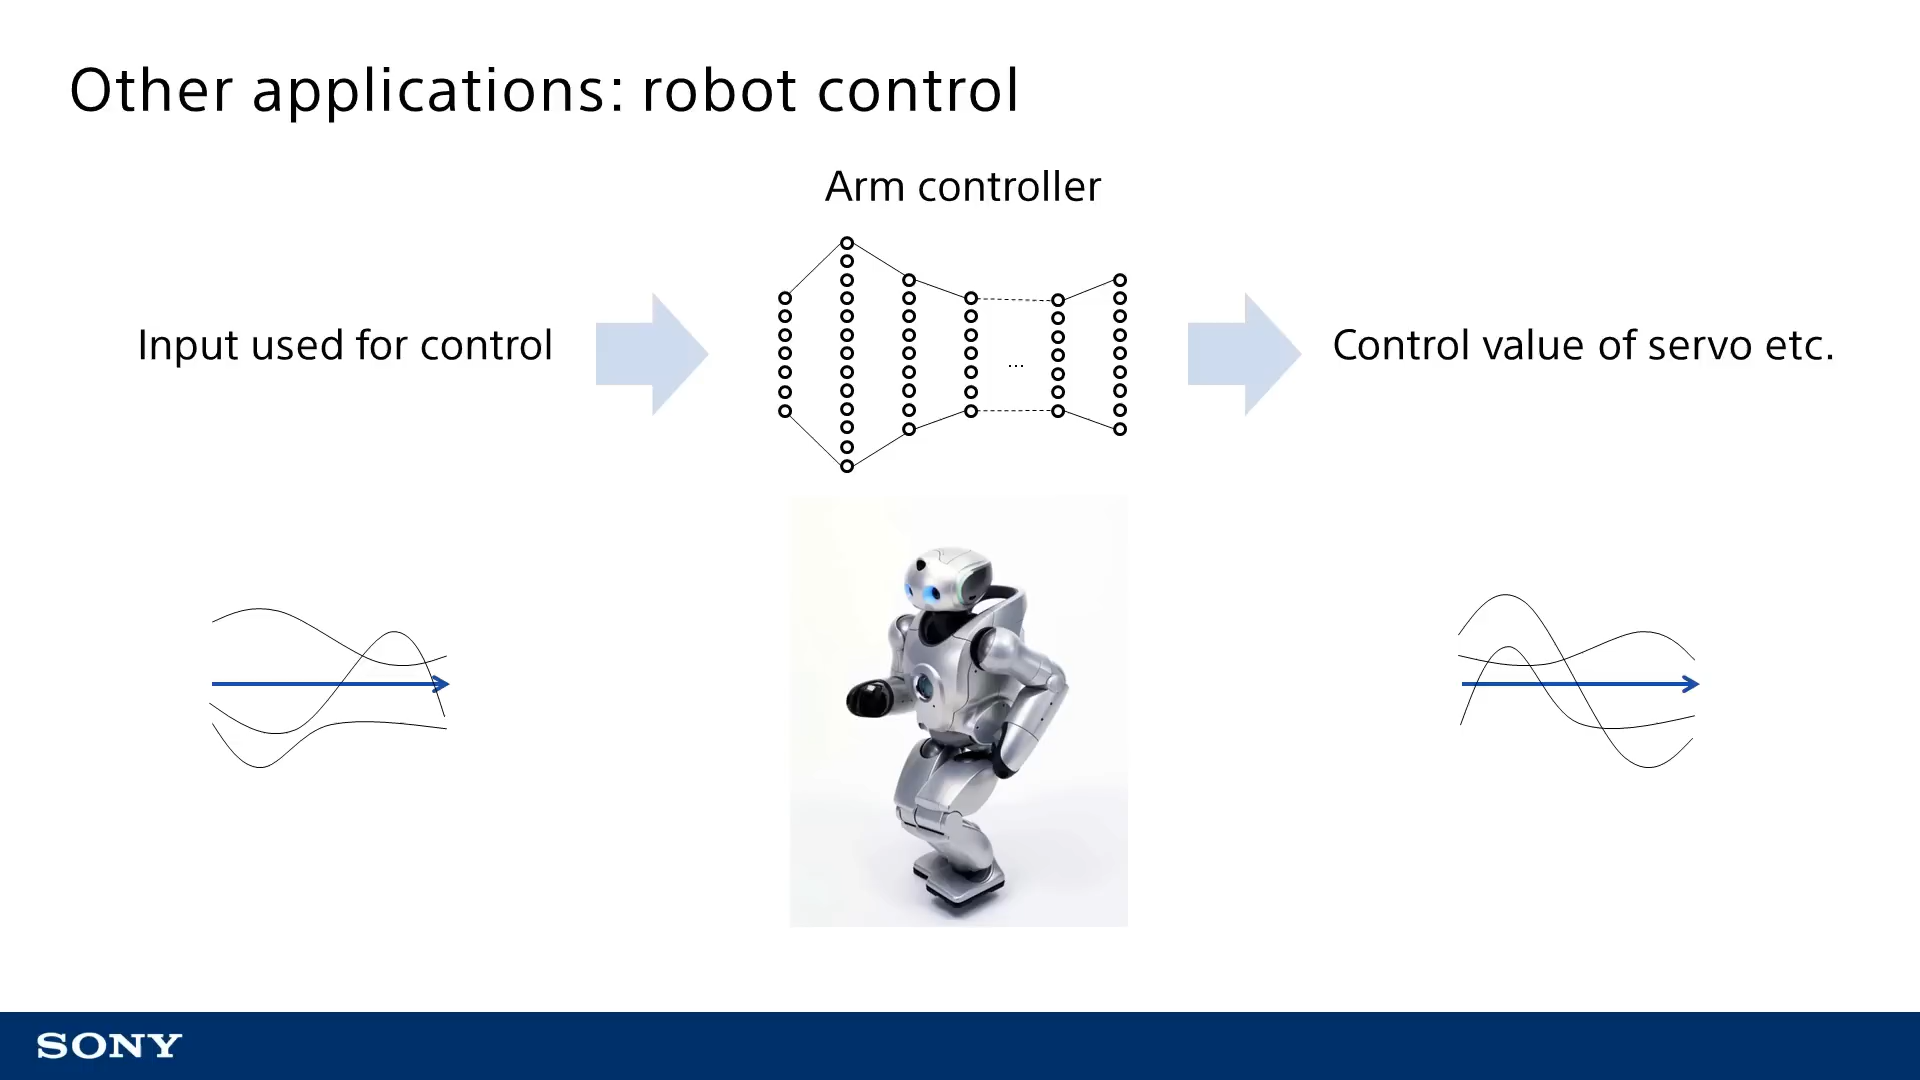 Other applications: robot control
Arm controller
Input used for control
...
Control value of servo etc.
SONY